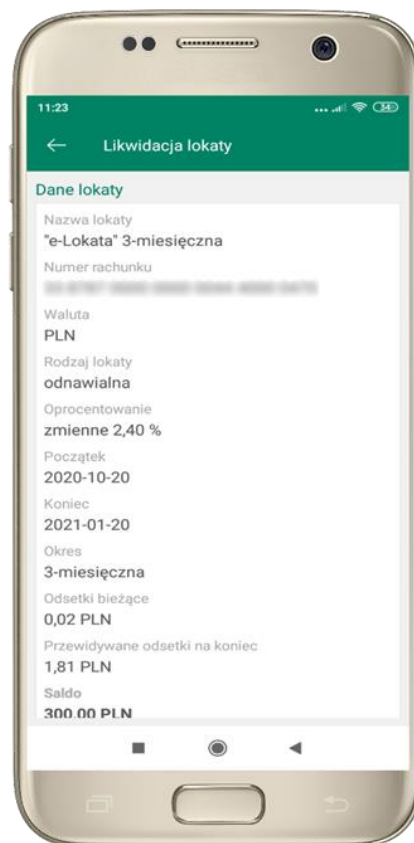 11:23
34
Likwidacja lokaty
Dane lokaty
Nazwa lokaty
"e-Lokata" 3-miesięczna
Numer rachunku
Waluta
PLN
Rodzaj lokaty
odnawialna
Oprocentowanie
zmienne 2,40 %
Początek
2020-10-20
Koniec
2021-01-20
Okres
3-miesięczna
Odsetki bieżące
0,02 PLN
Przewidywane odsetki na koniec
1,81 PLN
Saldo
300,00 PLN